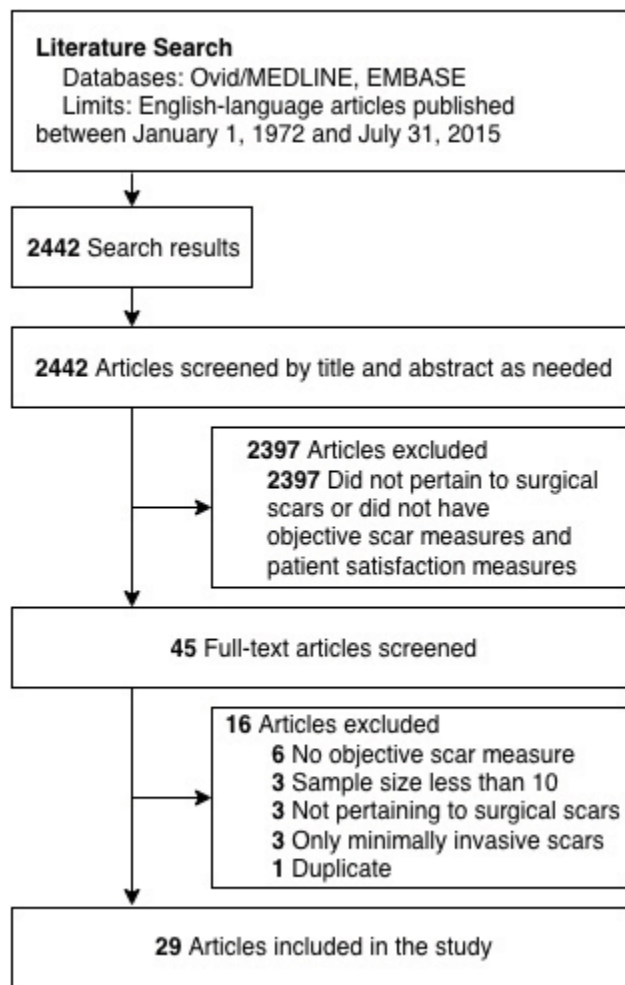 Literature Search
Databases: Ovid/MEDLINE, EMBASE
Limits: English-language articles published
between January 1, 1972 and July 31, 2015
2442 Search results
2442 Articles screened by title and abstract as needed
2397 Articles excluded
2397 Did not pertain to surgical
scars or did not have
objective scar measures and
patient satisfaction measures
45 Full-text articles screened
16 Articles excluded
6 No objective scar measure
3 Sample size less than 10
3 Not pertaining to surgical scars
3 Only minimally invasive scars
1 Duplicate
29 Articles included in the study